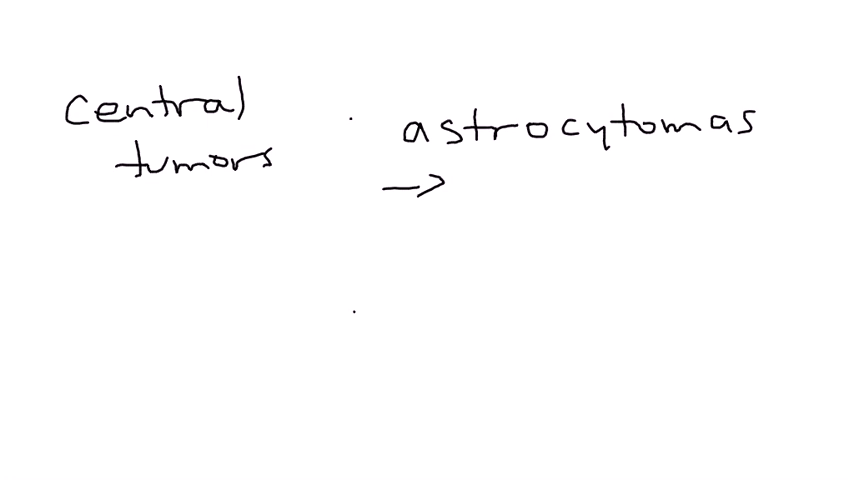 central
tumors
astrocytomas
→